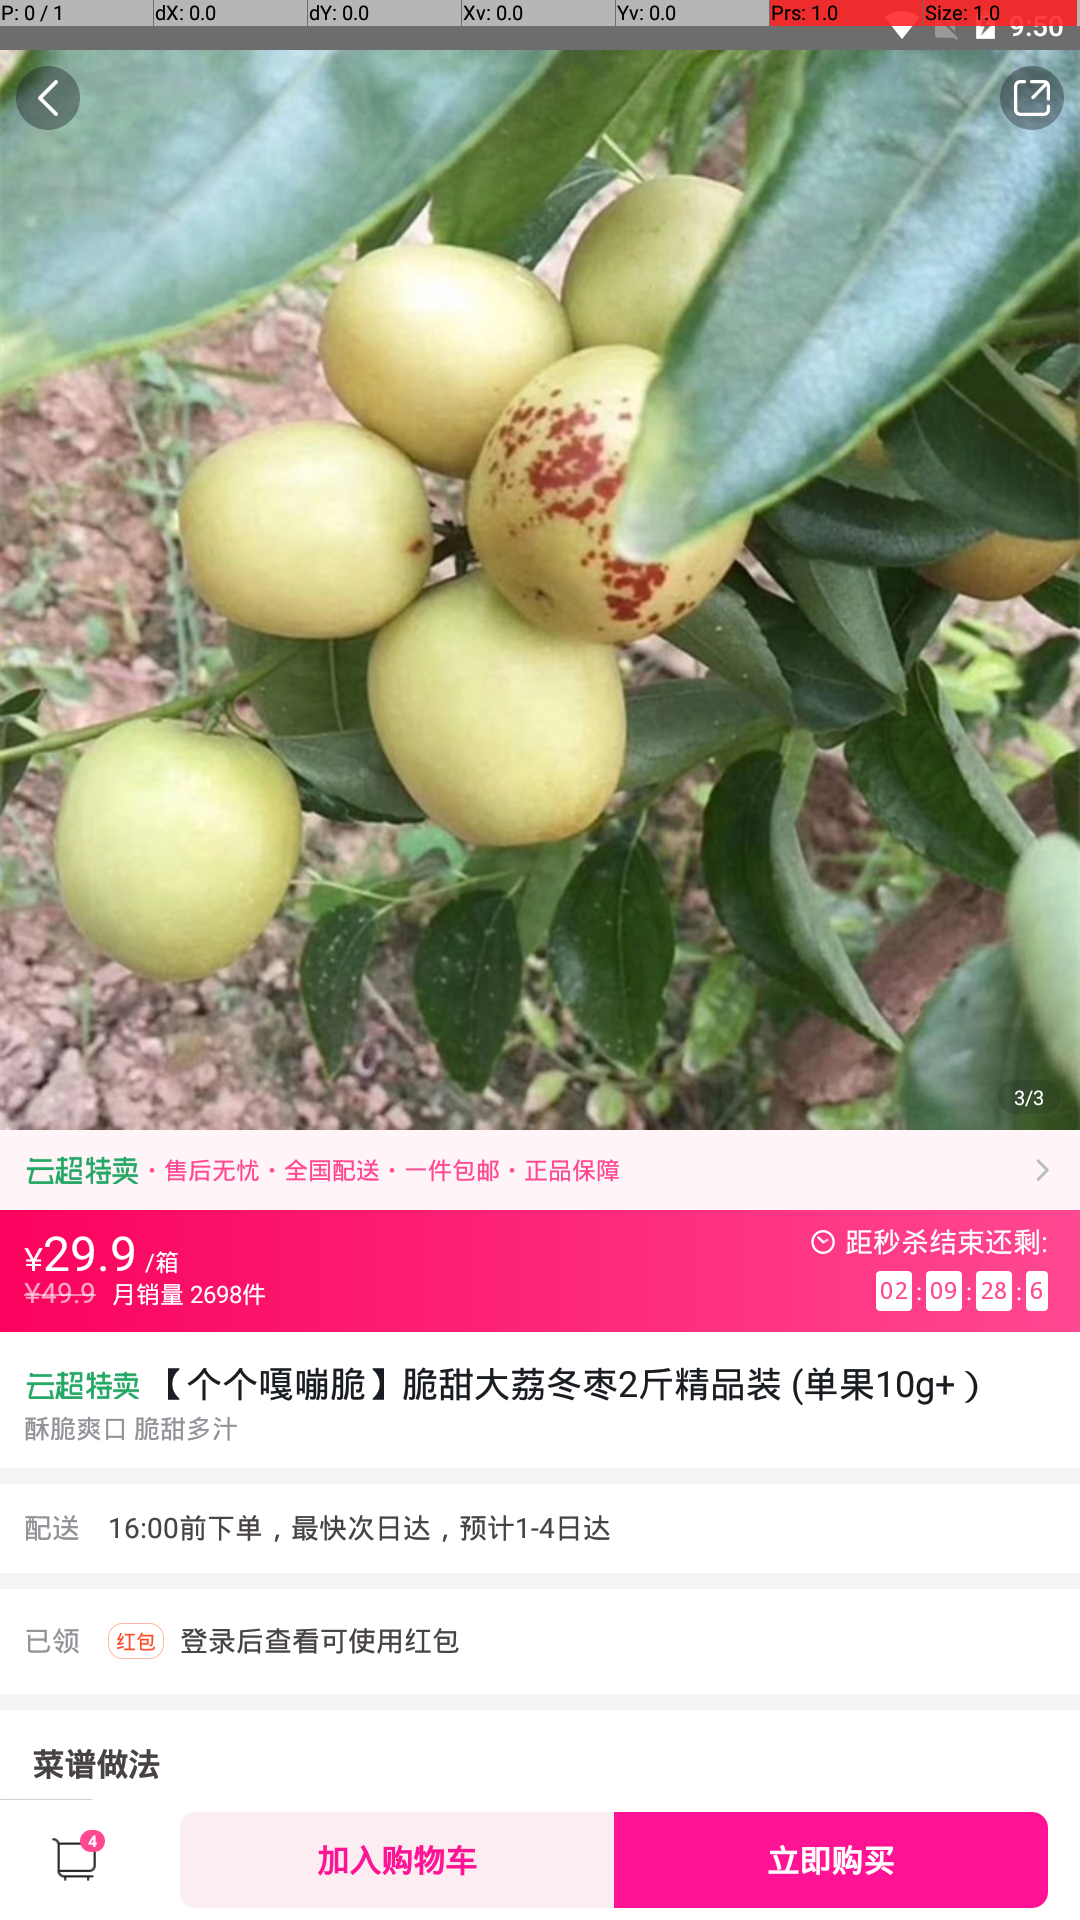 P: 0 / 1
dX: 0.0
dY: 0.0
Xv: 0.0
Yv: 0.0
Prs: 1.0
Size: 1.0
9:50
3/3
云超特卖·售后无忧·全国配送·一件包邮·正品保障
¥29.9 /箱
距秒杀结束还剩:
¥49.9 月销量 2698件
02:09:28:6
云超特卖【个个嘎嘣脆】脆甜大荔冬枣2斤精品装 (单果10g+）
酥脆爽口 脆甜多汁
配送 16:00前下单，最快次日达，预计1-4日达
已领 红包 登录后查看可使用红包
菜谱做法
4
加入购物车
立即购买